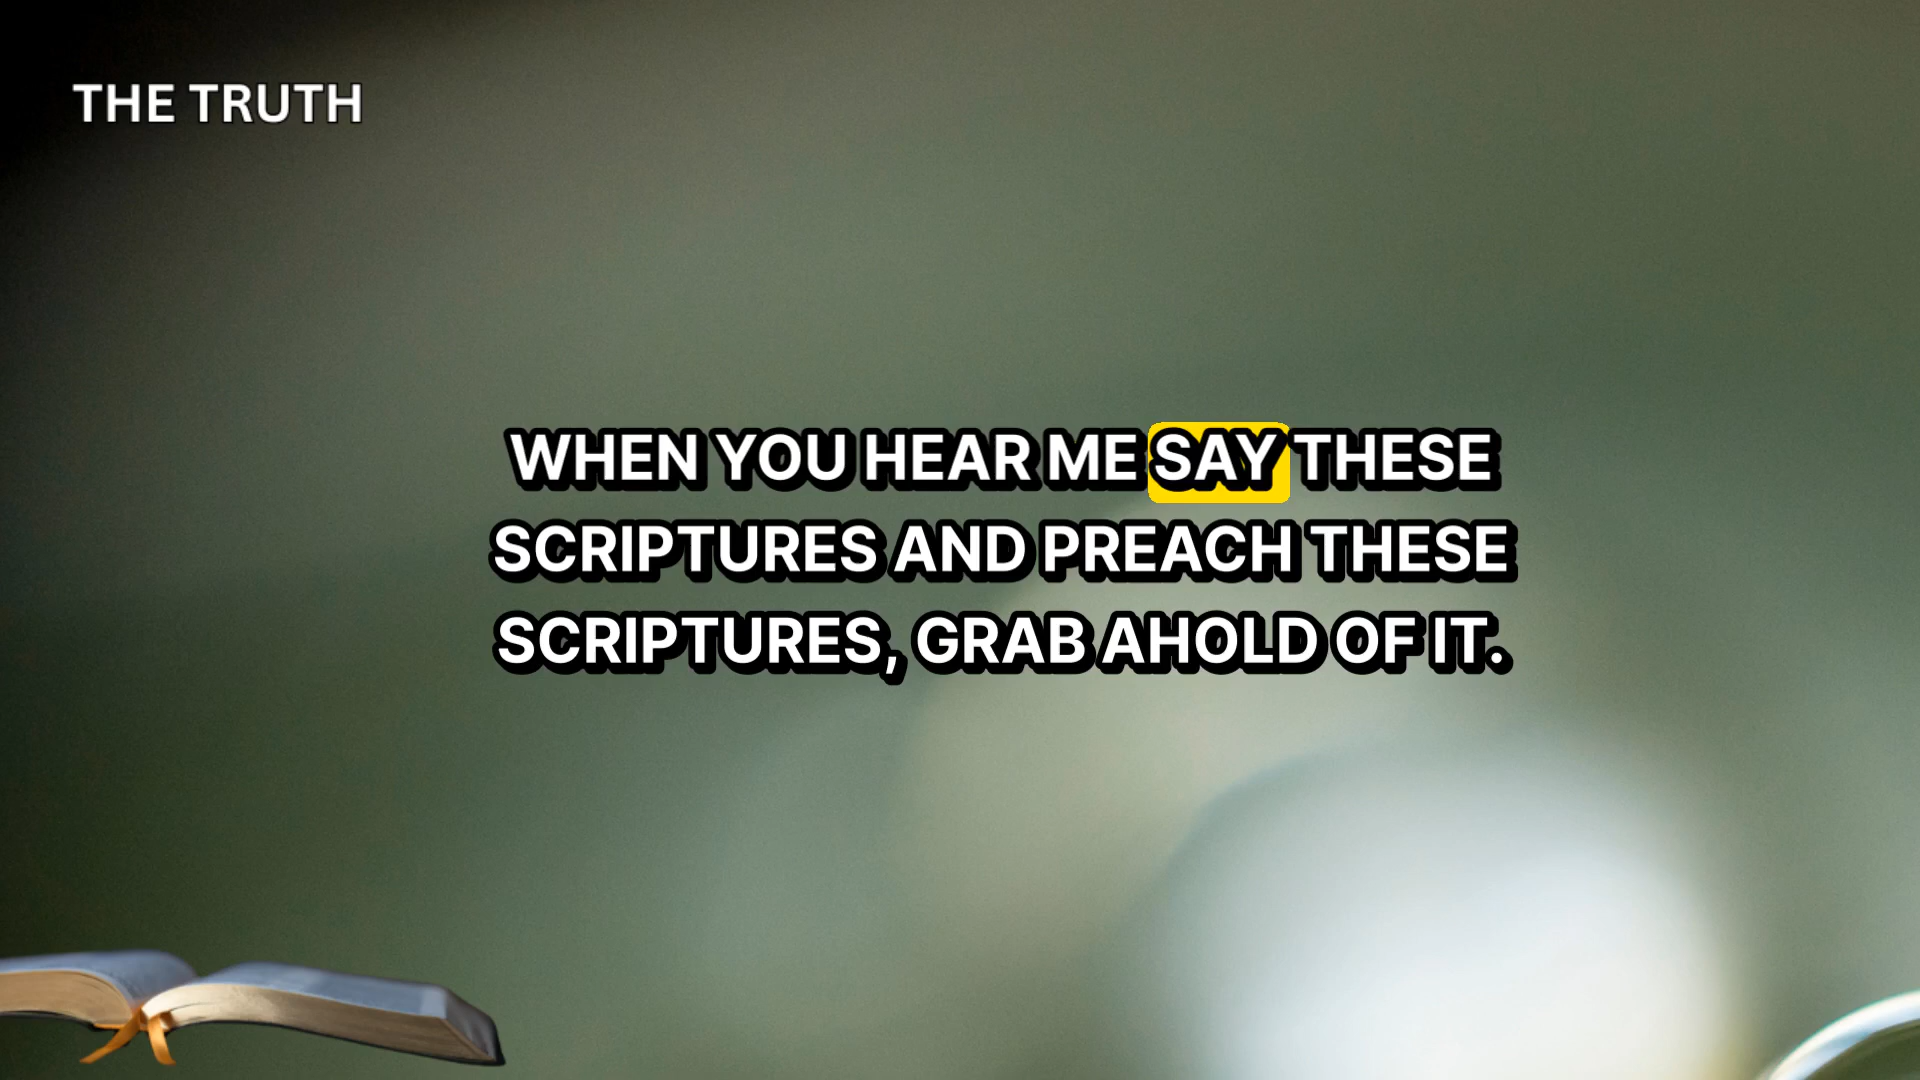 THE TRUTH
WHEN YOU HEAR ME SAY THESE
SCRIPTURES AND PREACH THESE
SCRIPTURES, GRAB AHOLD OF IT.